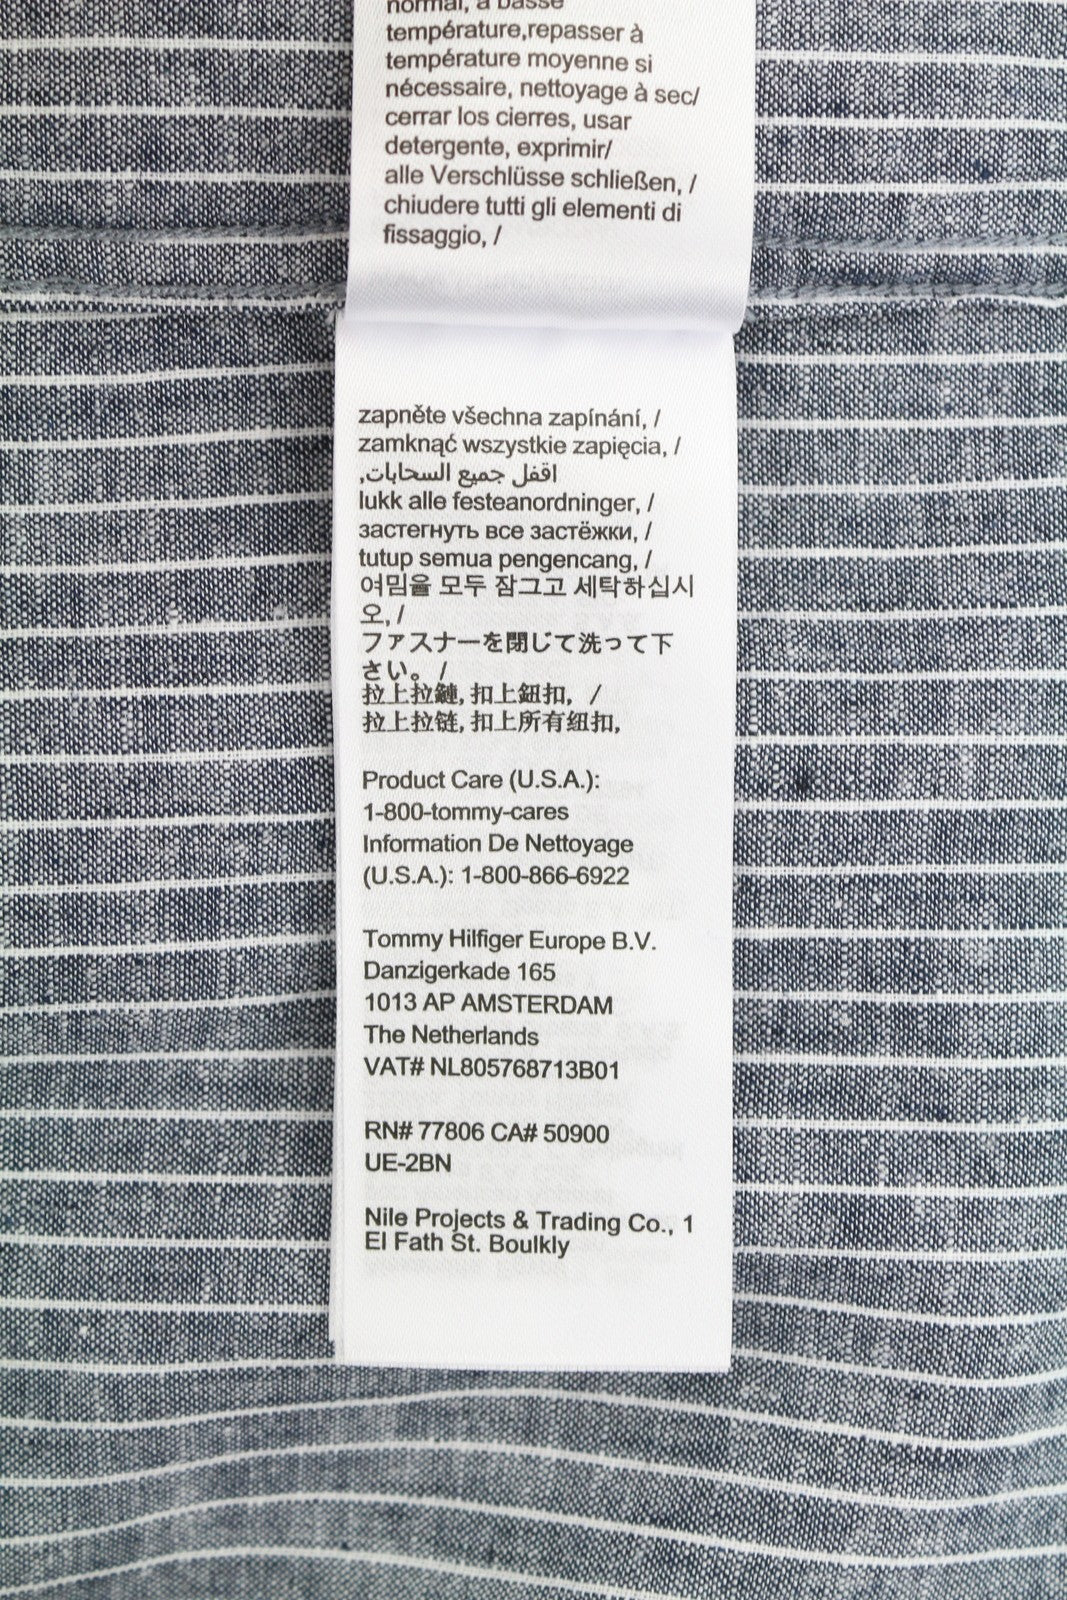 normal, à basse
température,repasser à
température moyenne si
nécessaire, nettoyage à sec/
cerrar los cierres, usar
detergente, exprimir/
alle Verschlüsse schließen, /
chiudere tutti gli elementi di
fissaggio, /
zapněte všechna zapínání, /
zamknąć wszystkie zapięcia, /
اقفل جميع السحابات,
lukk alle festeanordninger, /
застегнуть все застёжки, /
tutup semua pengencang, /
여밈을 모두 잠그고 세탁하십시
오, /
ファスナーを閉じて洗って下
さい。 /
拉上拉鏈, 扣上鈕扣, /
拉上拉链, 扣上所有纽扣,
Product Care (U.S.A.):
1-800-tommy-cares
Information De Nettoyage
(U.S.A.): 1-800-866-6922
Tommy Hilfiger Europe B.V.
Danzigerkade 165
1013 AP AMSTERDAM
The Netherlands
VAT# NL805768713B01
RN# 77806 CA# 50900
UE-2BN
Nile Projects & Trading Co., 1
El Fath St. Boulkly